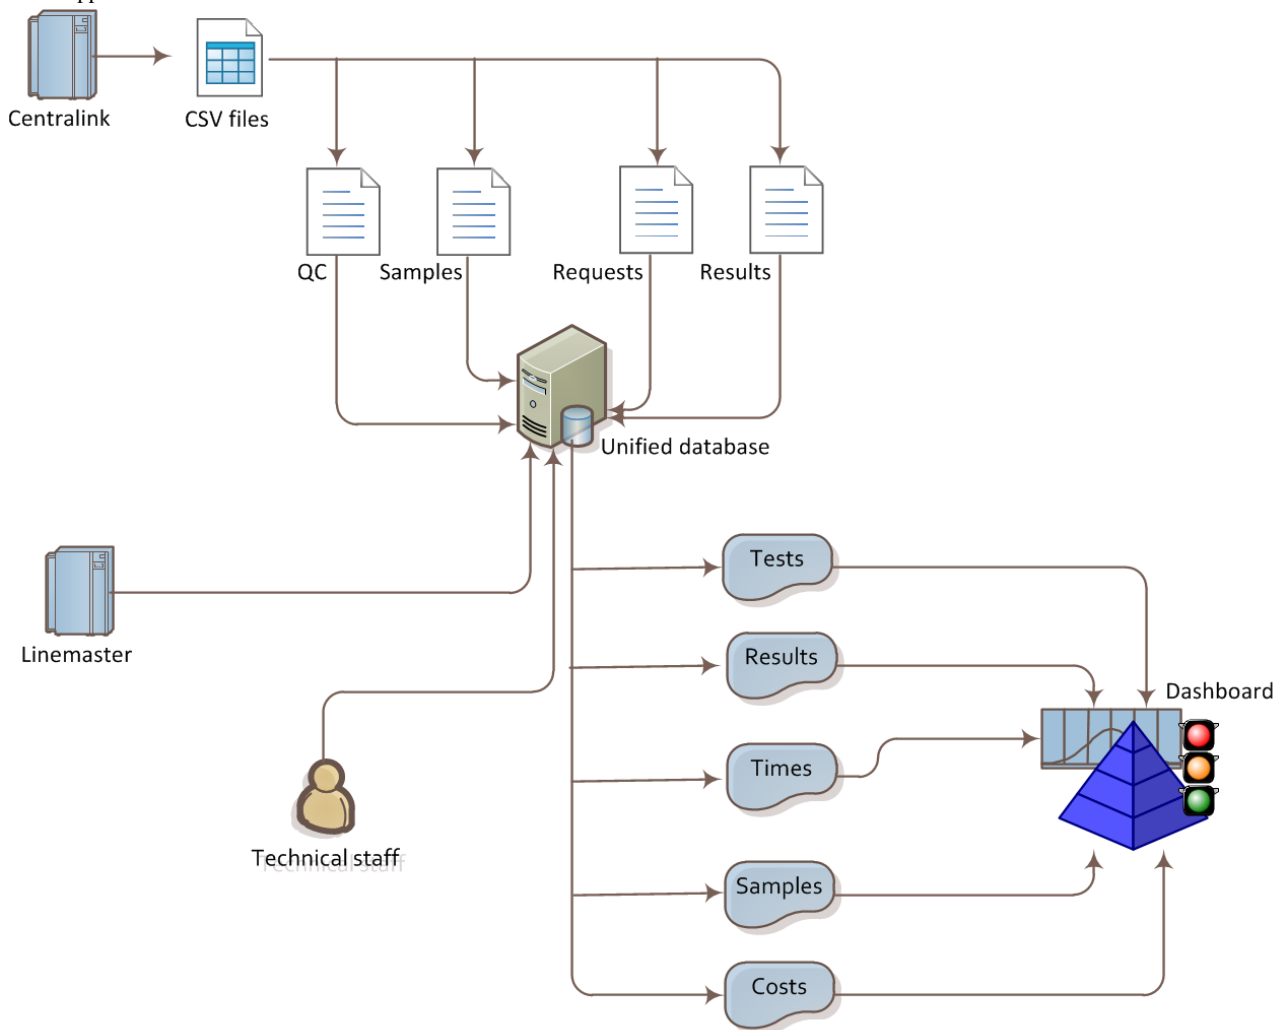 Centralink
CSV files
QC
Samples
Requests
Results
Unified database
Tests
Linemaster
Results
Dashboard
Times
Technical staff
Samples
Costs